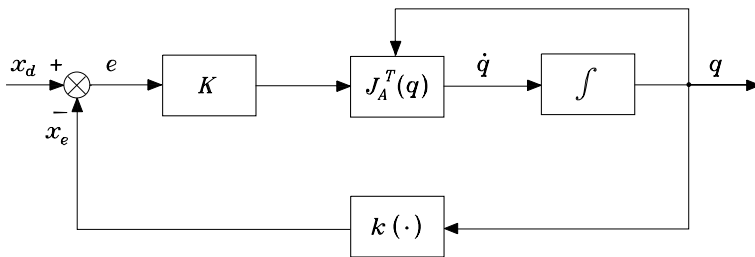 x_d + e K J_A^T(q) q̇ ∫ q
−
x_e
k (·)